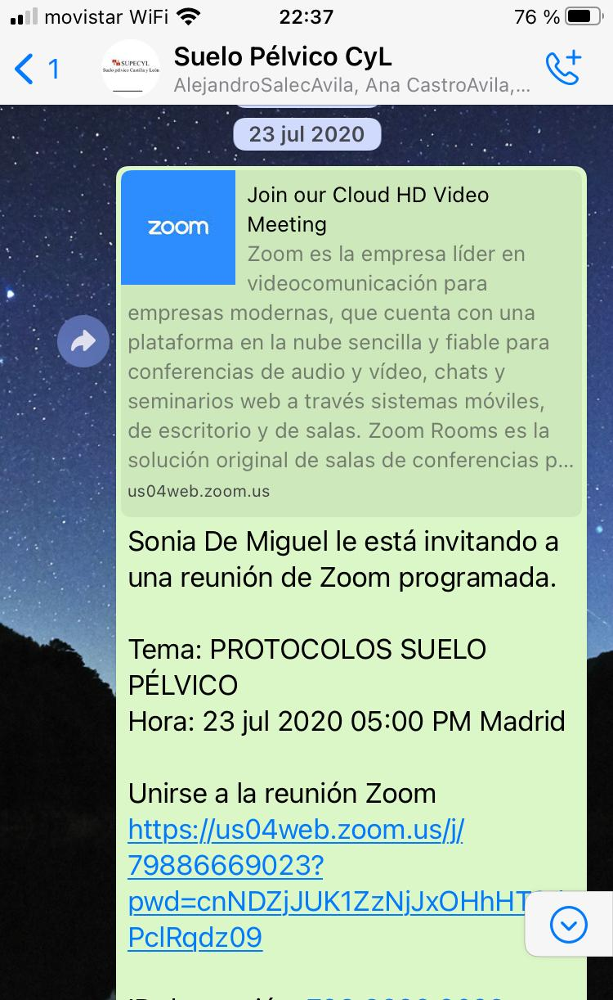 movistar WiFi 22:37 76 %
1 Suelo Pélvico CyL
SUPECYL
Suelo pélvico Castilla y León
AlejandroSalecAvila, Ana CastroAvila,...
23 jul 2020
zoom
Join our Cloud HD Video
Meeting
Zoom es la empresa líder en
videocomunicación para
empresas modernas, que cuenta con una
plataforma en la nube sencilla y fiable para
conferencias de audio y vídeo, chats y
seminarios web a través sistemas móviles,
de escritorio y de salas. Zoom Rooms es la
solución original de salas de conferencias p...
us04web.zoom.us
Sonia De Miguel le está invitando a
una reunión de Zoom programada.
Tema: PROTOCOLOS SUELO
PÉLVICO
Hora: 23 jul 2020 05:00 PM Madrid
Unirse a la reunión Zoom
https://us04web.zoom.us/j/
79886669023?
pwd=cnNDZjJUK1ZzNjJxOHhHT
PclRqdz09